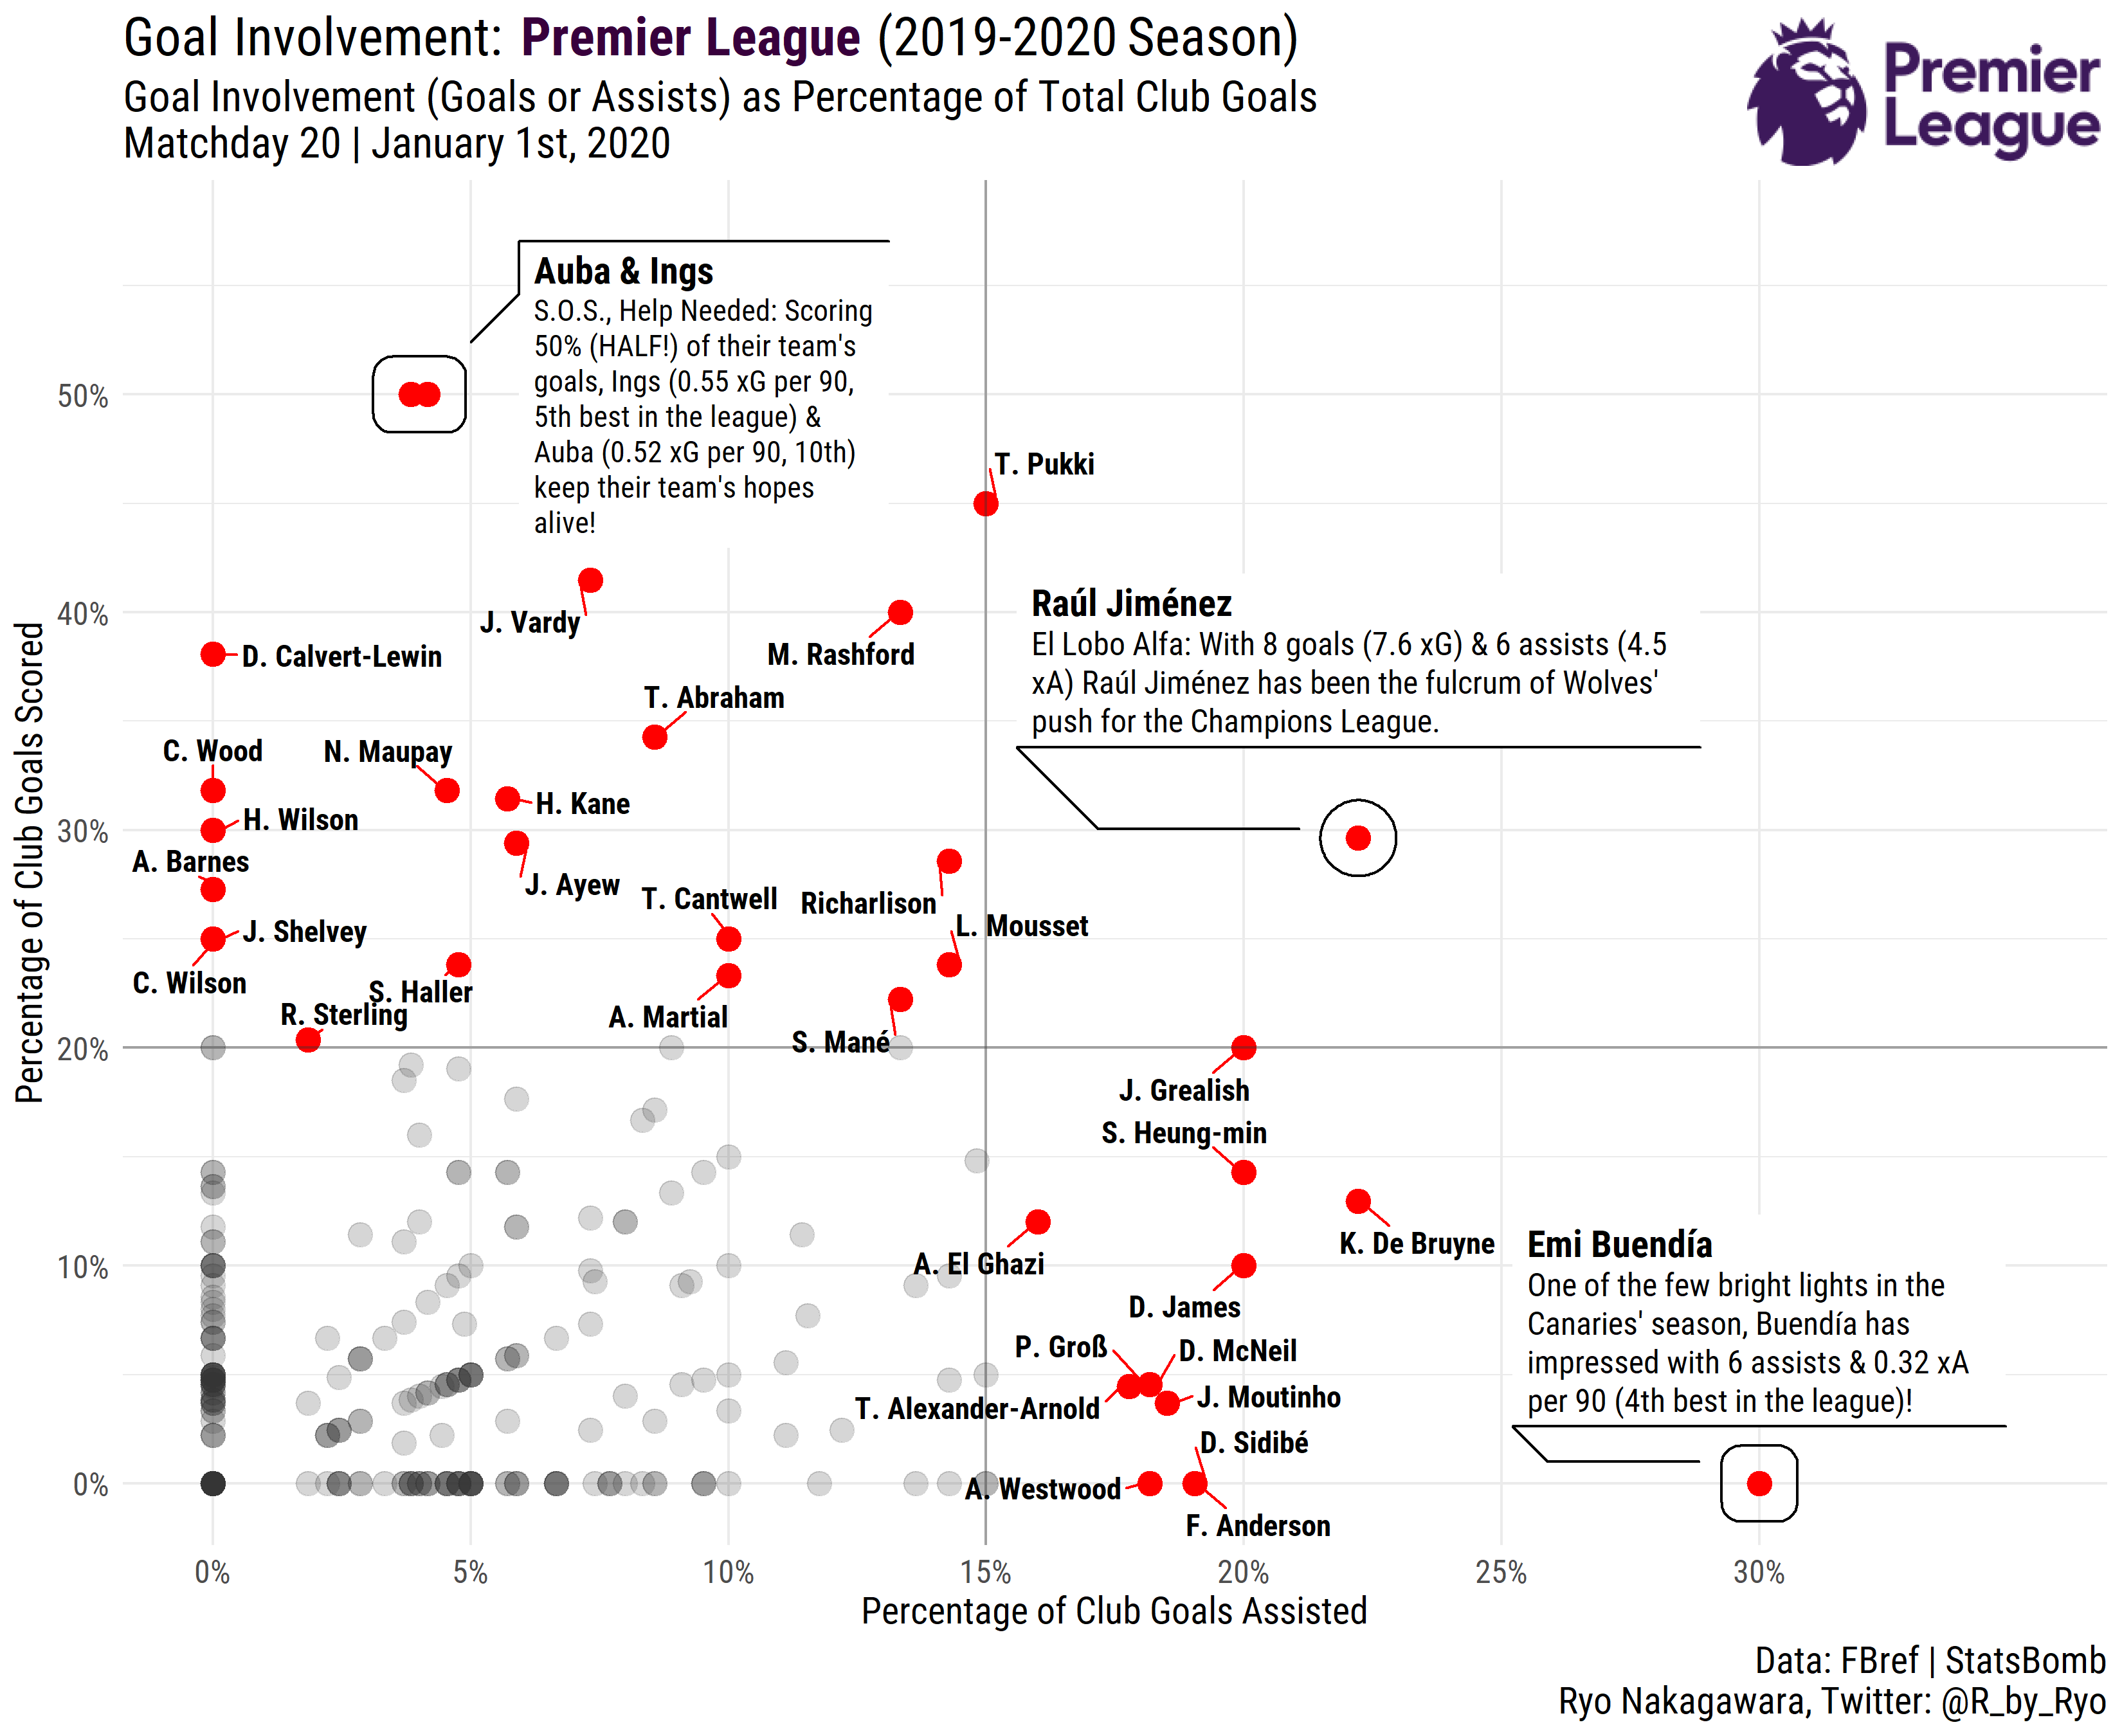 Goal Involvement: Premier League (2019-2020 Season)
Goal Involvement (Goals or Assists) as Percentage of Total Club Goals
Matchday 20 | January 1st, 2020
Premier
League
Auba & Ings
S.O.S., Help Needed: Scoring
50% (HALF!) of their team's
goals, Ings (0.55 xG per 90,
5th best in the league) &
Auba (0.52 xG per 90, 10th)
keep their team's hopes
alive!
T. Pukki
J. Vardy
M. Rashford
Raúl Jiménez
El Lobo Alfa: With 8 goals (7.6 xG) & 6 assists (4.5
xA) Raúl Jiménez has been the fulcrum of Wolves'
push for the Champions League.
D. Calvert-Lewin
T. Abraham
C. Wood
N. Maupay
H. Kane
H. Wilson
A. Barnes
J. Ayew
T. Cantwell
Richarlison
L. Mousset
J. Shelvey
C. Wilson
S. Haller
R. Sterling
A. Martial
S. Mané
J. Grealish
S. Heung-min
K. De Bruyne
A. El Ghazi
D. James
P. Groß
D. McNeil
T. Alexander-Arnold
J. Moutinho
D. Sidibé
A. Westwood
F. Anderson
Emi Buendía
One of the few bright lights in the
Canaries' season, Buendía has
impressed with 6 assists & 0.32 xA
per 90 (4th best in the league)!
Percentage of Club Goals Scored
50%
40%
30%
20%
10%
0%
0%
5%
10%
15%
20%
25%
30%
Percentage of Club Goals Assisted
Data: FBref | StatsBomb
Ryo Nakagawara, Twitter: @R_by_Ryo